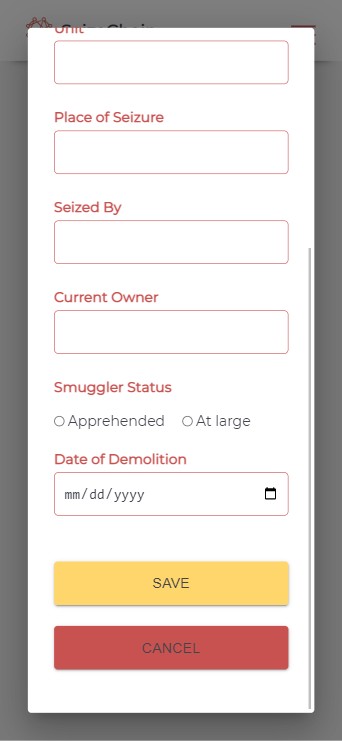 Unit
Place of Seizure
Seized By
Current Owner
Smuggler Status
Apprehended At large
Date of Demolition
mm/dd/yyyy
SAVE
CANCEL